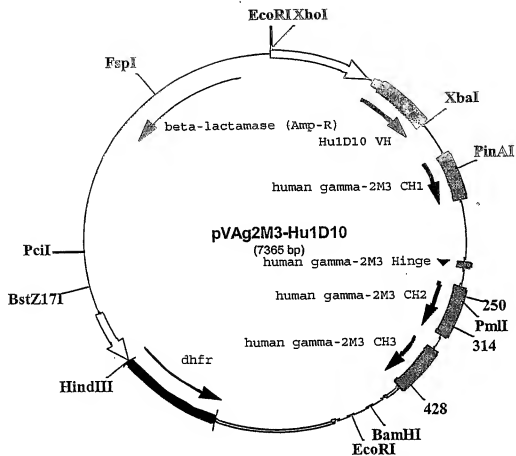 EcoRI XhoI
FspI
XbaI
beta-lactamase (Amp-R)
Hu1D10 VH
PinAI
human gamma-2M3 CH1
pVAg2M3-Hu1D10
(7365 bp)
PciI
human gamma-2M3 Hinge
BstZ17I
human gamma-2M3 CH2
250
PmlI
314
human gamma-2M3 CH3
dhfr
HindIII
428
BamHI
EcoRI